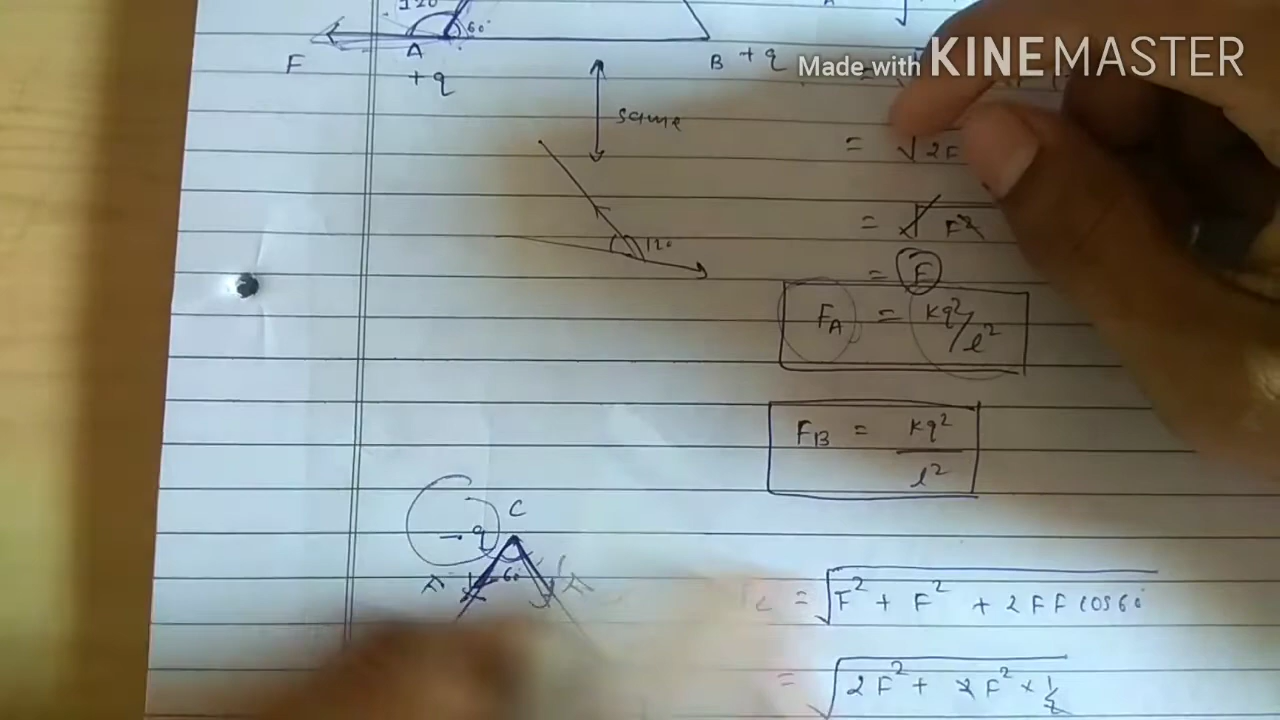 120
60°
F
A
B + q
+q
Made with KINEMASTER
same
= √2F
120
= √F²
= F
F_A = kq²/l²
F_B = kq²/l²
C
-q
60
F
F
c = √F² + F² + 2FF cos60°
= √2F² + 2F² × 1/2